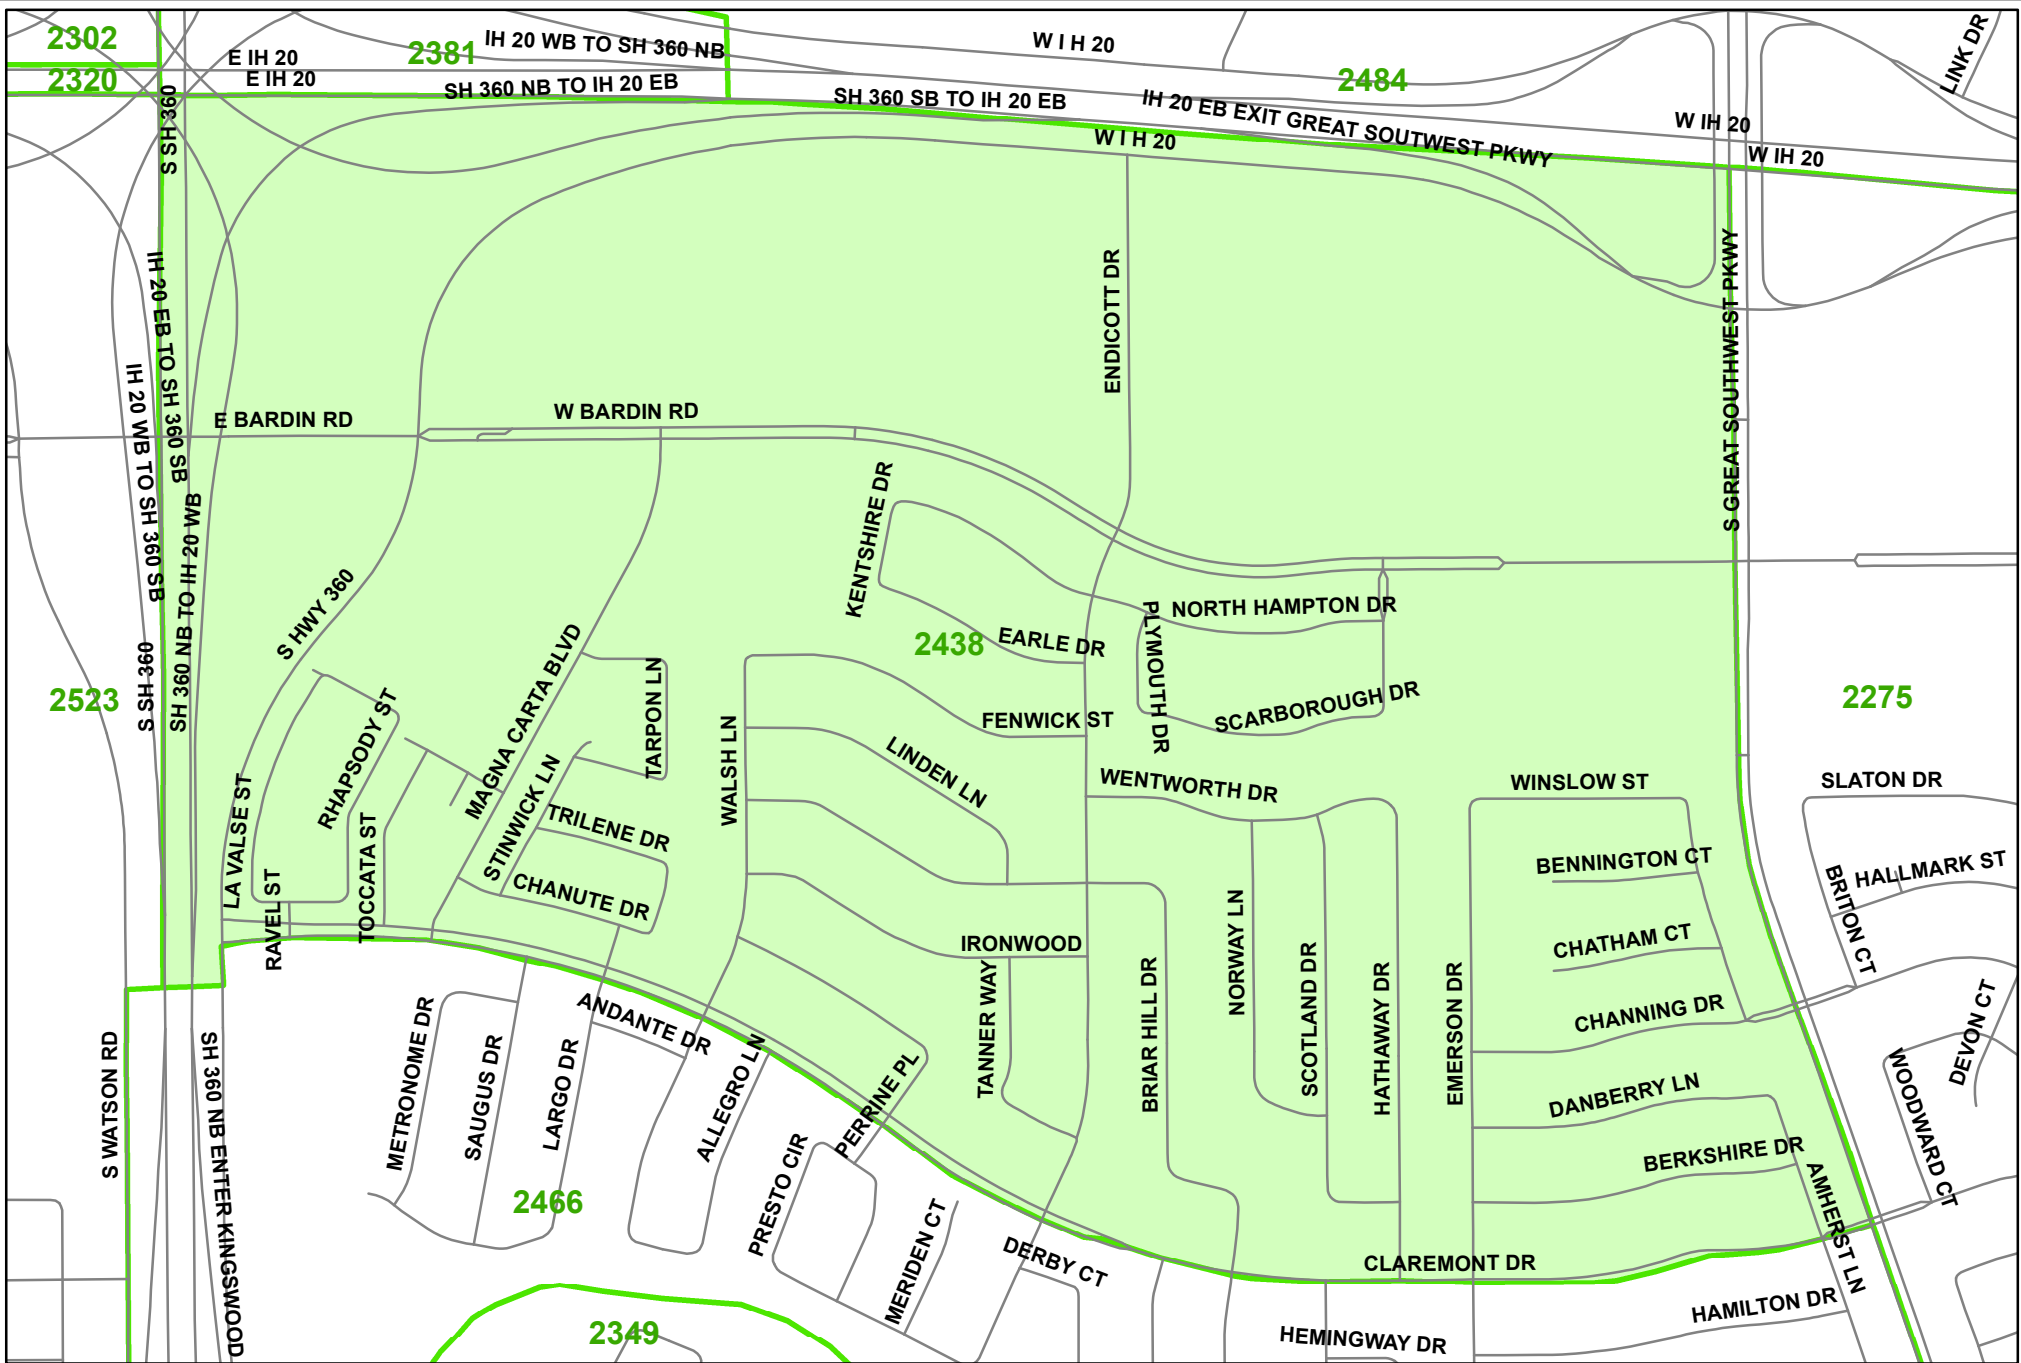 2302
2381
IH 20 WB TO SH 360 NB
W I H 20
LINK DR
E IH 20
2320
E IH 20
SH 360 NB TO IH 20 EB
2484
SH 360 SB TO IH 20 EB
IH 20 EB EXIT GREAT SOUTWEST PKWY
W IH 20
S SH 360
W I H 20
W IH 20
IH 20 EB TO SH 360 SB
ENDICOTT DR
S GREAT SOUTHWEST PKWY
IH 20 WB TO SH 360 SB
E BARDIN RD
W BARDIN RD
SH 360 NB TO IH 20 WB
KENTSHIRE DR
S HWY 360
NORTH HAMPTON DR
PLYMOUTH DR
2438
EARLE DR
S SH 360
2523
MAGNA CARTA BLVD
TARPON LN
SCARBOROUGH DR
2275
RHAPSODY ST
FENWICK ST
WALSH LN
LINDEN LN
WENTWORTH DR
WINSLOW ST
SLATON DR
LA VALSE ST
STINWICK LN
TRILENE DR
TOCCATA ST
BENNINGTON CT
HALLMARK ST
BRITON CT
RAVEL ST
CHANUTE DR
IRONWOOD
NORWAY LN
CHATHAM CT
TANNER WAY
BRIAR HILL DR
SCOTLAND DR
HATHAWAY DR
EMERSON DR
CHANNING DR
DEVON CT
METRONOME DR
ANDANTE DR
S WATSON RD
SAUGUS DR
LARGO DR
ALLEGRO LN
PERRINE PL
DANBERRY LN
WOODWARD CT
BERKSHIRE DR
SH 360 NB ENTER KINGSWOOD
2466
PRESTO CIR
MERIDEN CT
DERBY CT
CLAREMONT DR
AMHERST LN
HAMILTON DR
2349
HEMINGWAY DR